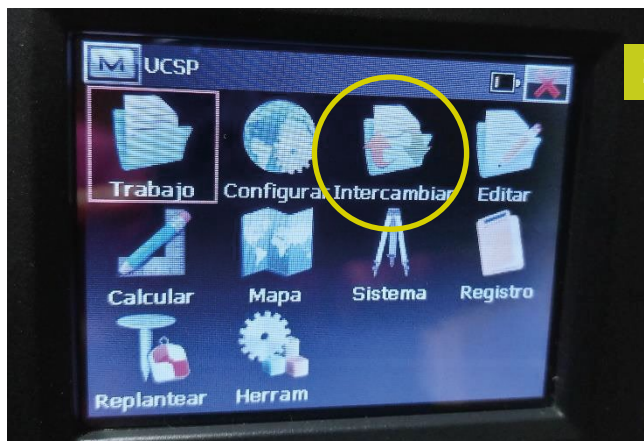 M UCSP
Trabajo Configurar Intercambiar Editar
Calcular Mapa Sistema Registro
Replantear Herram